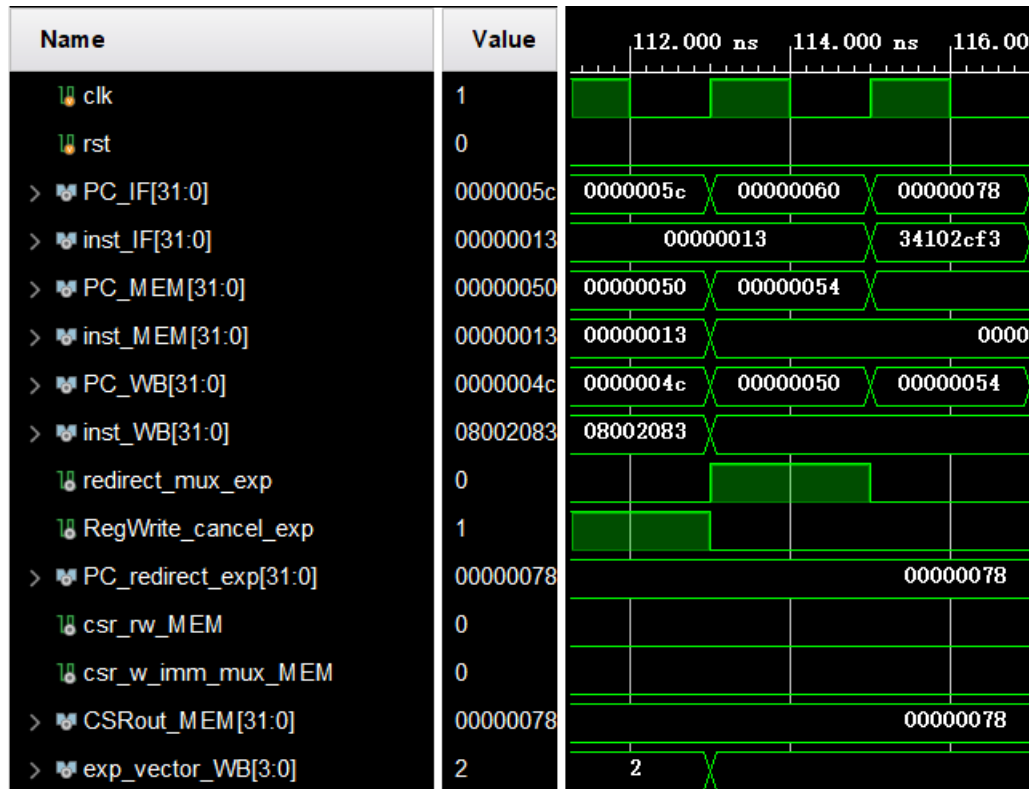 Name Value 112.000 ns 114.000 ns 116.00
clk 1
rst 0
> PC_IF[31:0] 0000005c 0000005c 00000060 00000078
> inst_IF[31:0] 00000013 00000013 34102cf3
> PC_MEM[31:0] 00000050 00000050 00000054
> inst_MEM[31:0] 00000013 00000013 0000
> PC_WB[31:0] 0000004c 0000004c 00000050 00000054
> inst_WB[31:0] 08002083 08002083
redirect_mux_exp 0
RegWrite_cancel_exp 1
> PC_redirect_exp[31:0] 00000078 00000078
csr_rw_MEM 0
csr_w_imm_mux_MEM 0
> CSRout_MEM[31:0] 00000078 00000078
> exp_vector_WB[3:0] 2 2